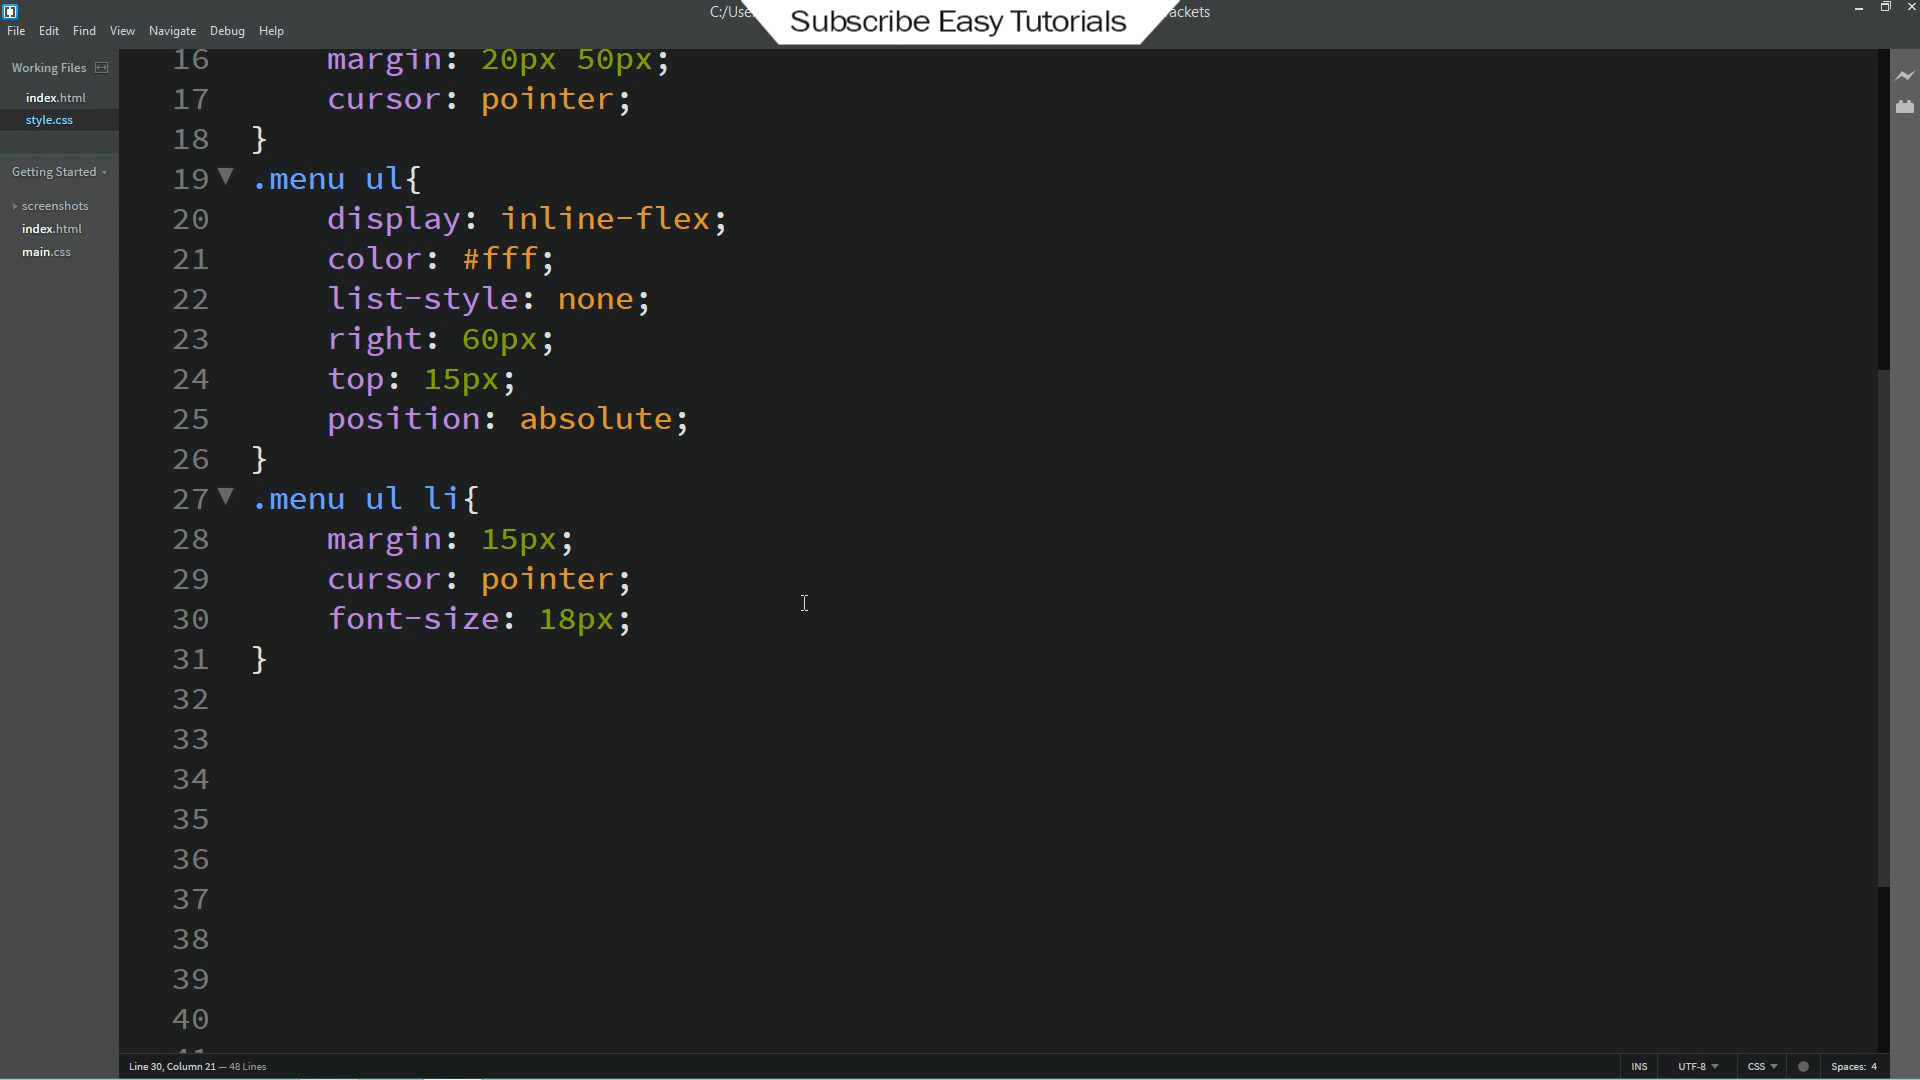 C:/Use
ackets
Subscribe Easy Tutorials
File Edit Find View Navigate Debug Help
Working Files
index.html
style.css
Getting Started
screenshots
index.html
main.css
16 margin: 20px 50px;
17 cursor: pointer;
18 }
19 .menu ul{
20 display: inline-flex;
21 color: #fff;
22 list-style: none;
23 right: 60px;
24 top: 15px;
25 position: absolute;
26 }
27 .menu ul li{
28 margin: 15px;
29 cursor: pointer;
30 font-size: 18px;
31 }
32
33
34
35
36
37
38
39
40
41
Line 30, Column 21 — 48 Lines
INS UTF-8 CSS Spaces: 4